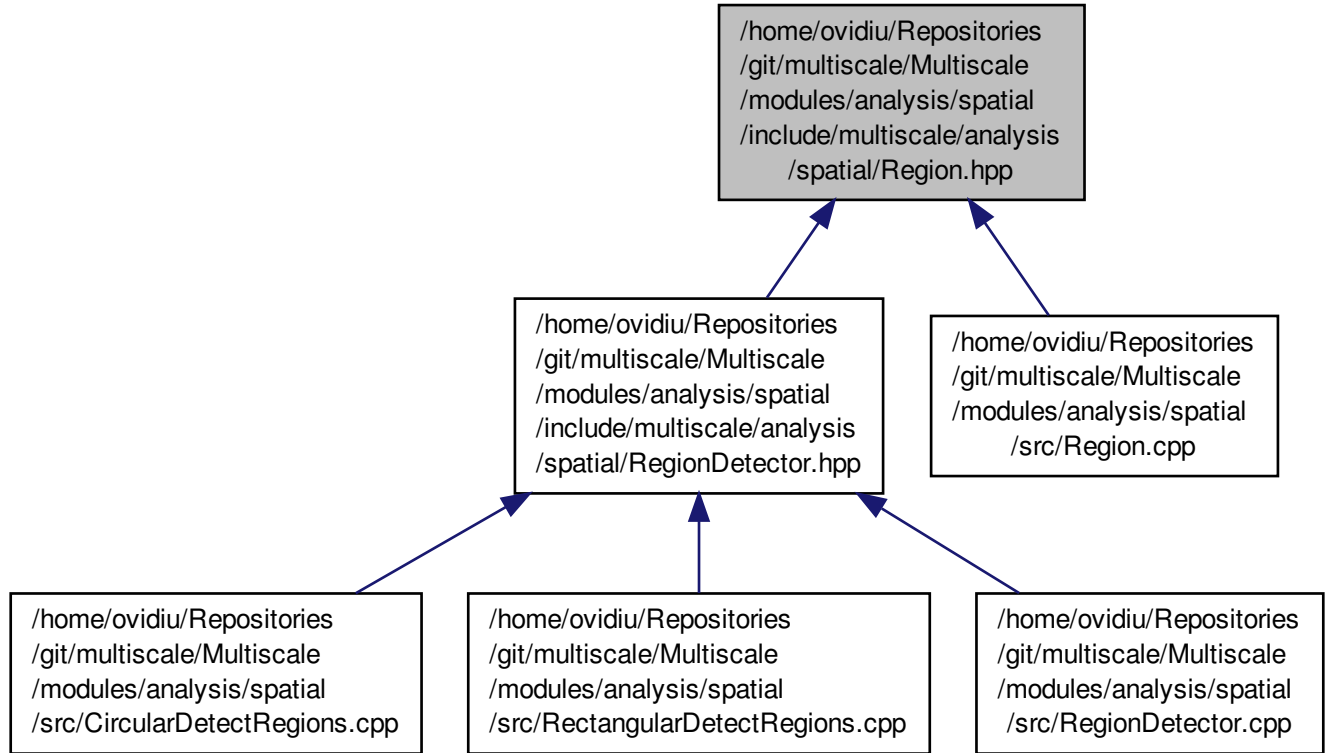 /home/ovidiu/Repositories
/git/multiscale/Multiscale
/modules/analysis/spatial
/include/multiscale/analysis
/spatial/Region.hpp
/home/ovidiu/Repositories
/git/multiscale/Multiscale
/modules/analysis/spatial
/include/multiscale/analysis
/spatial/RegionDetector.hpp
/home/ovidiu/Repositories
/git/multiscale/Multiscale
/modules/analysis/spatial
/src/Region.cpp
/home/ovidiu/Repositories
/git/multiscale/Multiscale
/modules/analysis/spatial
/src/CircularDetectRegions.cpp
/home/ovidiu/Repositories
/git/multiscale/Multiscale
/modules/analysis/spatial
/src/RectangularDetectRegions.cpp
/home/ovidiu/Repositories
/git/multiscale/Multiscale
/modules/analysis/spatial
/src/RegionDetector.cpp